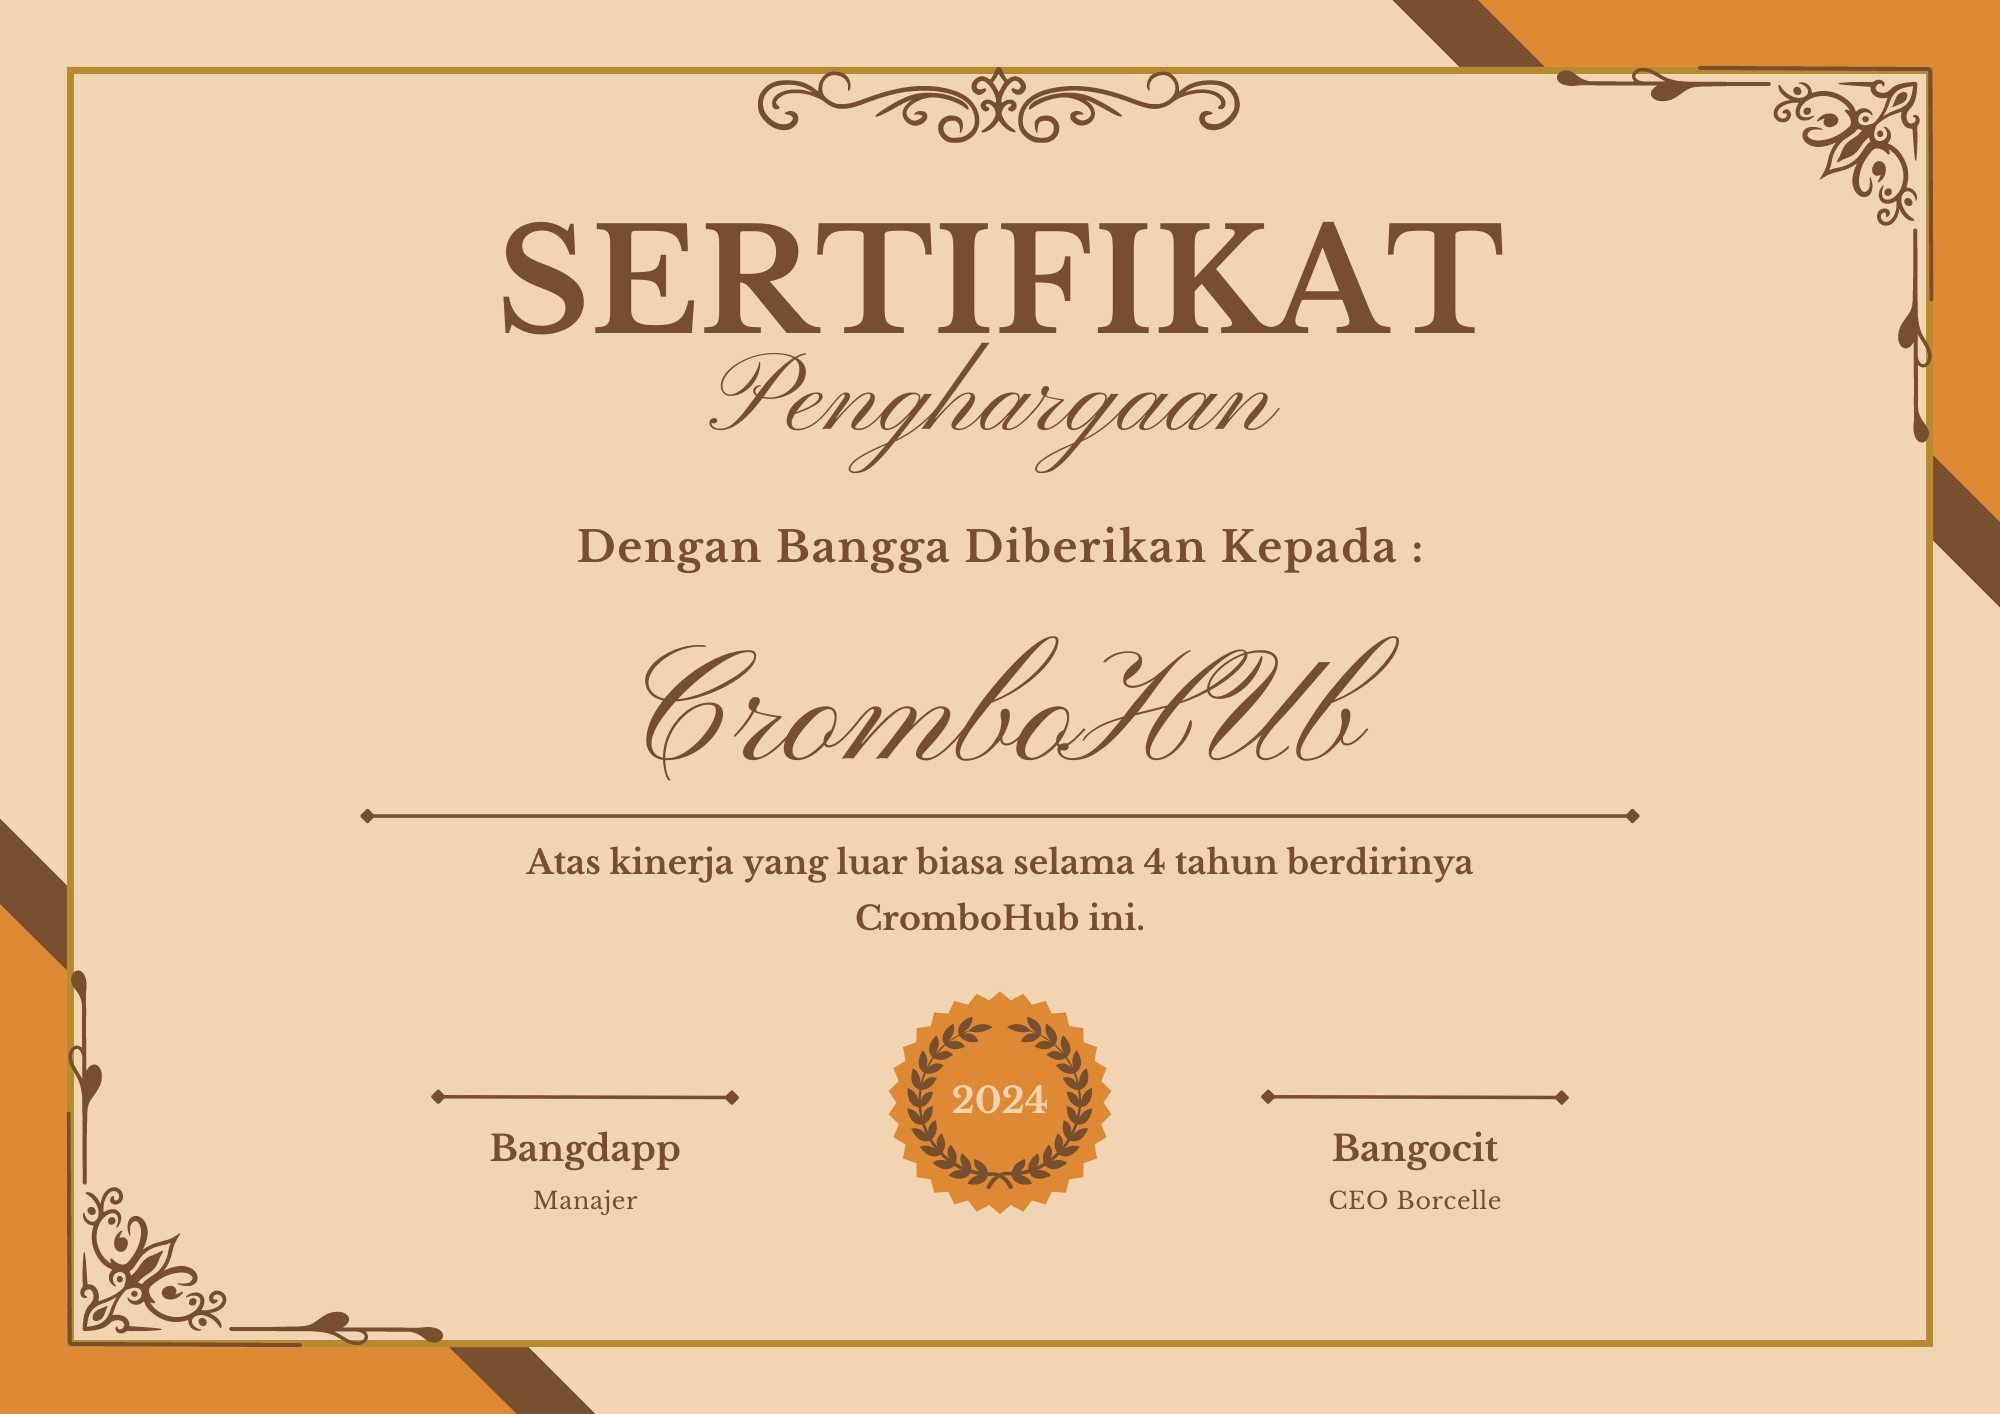 SERTIFIKAT
Penghargaan
Dengan Bangga Diberikan Kepada :
CromboHUb
Atas kinerja yang luar biasa selama 4 tahun berdirinya
CromboHub ini.
2024
Bangdapp
Manajer
Bangocit
CEO Borcelle